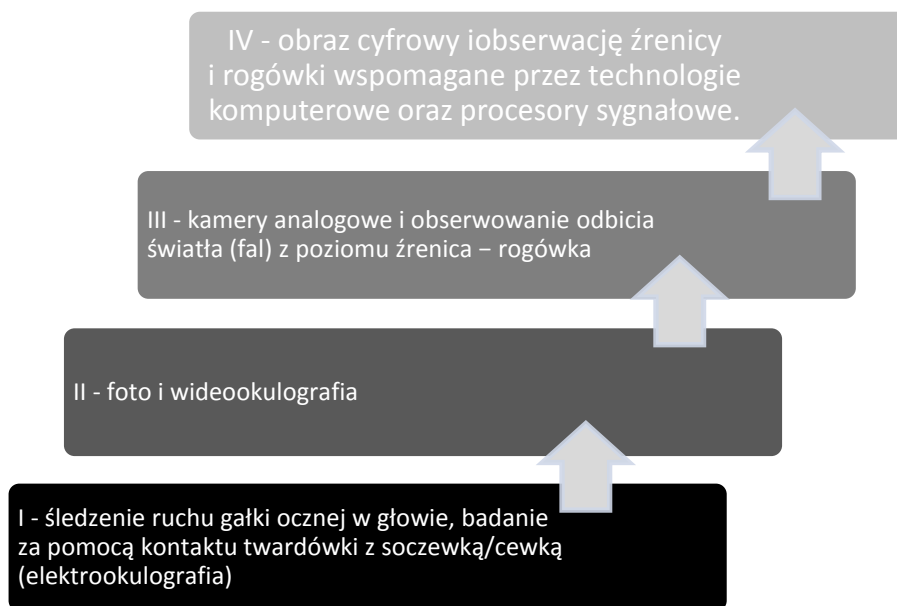 IV - obraz cyfrowy iobserwację źrenicy
i rogówki wspomagane przez technologie
komputerowe oraz procesory sygnałowe.
III - kamery analogowe i obserwowanie odbicia
światła (fal) z poziomu źrenica − rogówka
II - foto i wideookulografia
I - śledzenie ruchu gałki ocznej w głowie, badanie
za pomocą kontaktu twardówki z soczewką/cewką
(elektrookulografia)